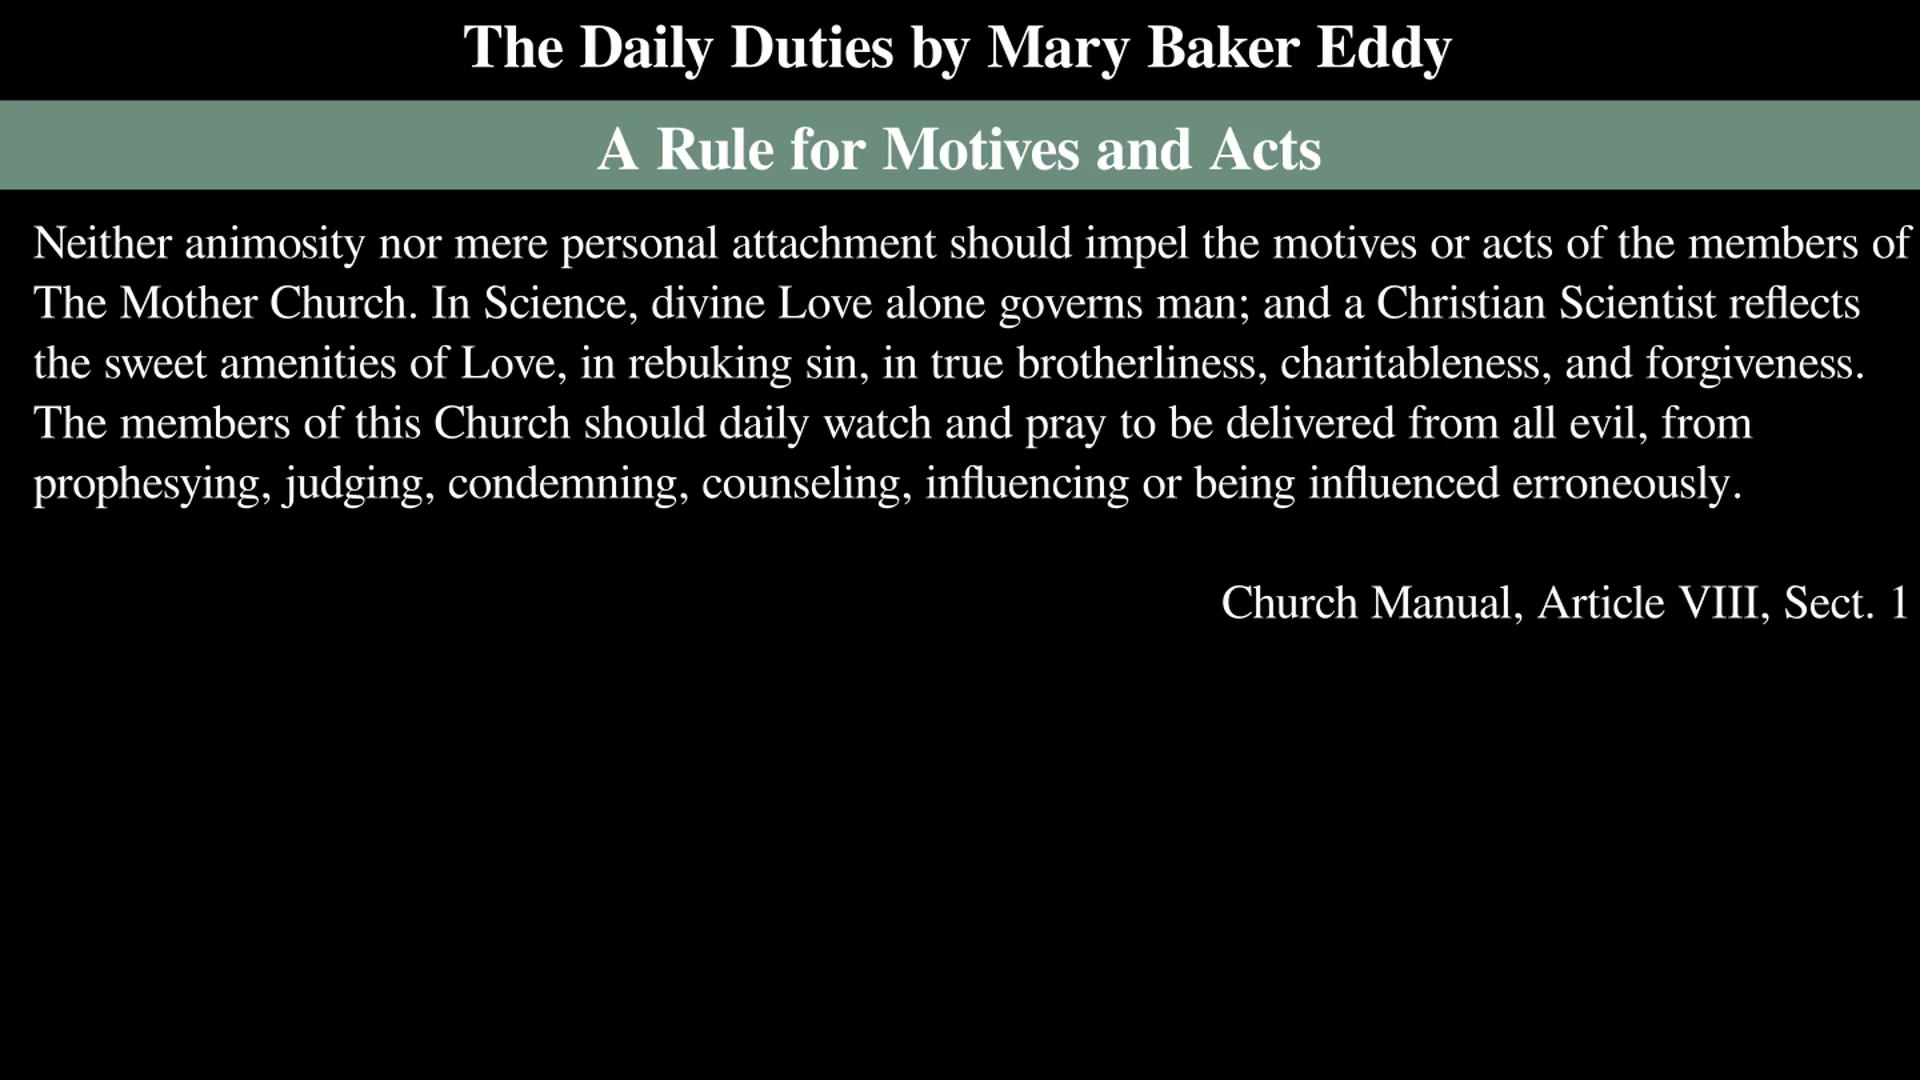 The Daily Duties by Mary Baker Eddy
A Rule for Motives and Acts
Neither animosity nor mere personal attachment should impel the motives or acts of the members of
The Mother Church. In Science, divine Love alone governs man; and a Christian Scientist reflects
the sweet amenities of Love, in rebuking sin, in true brotherliness, charitableness, and forgiveness.
The members of this Church should daily watch and pray to be delivered from all evil, from
prophesying, judging, condemning, counseling, influencing or being influenced erroneously.
Church Manual, Article VIII, Sect. 1